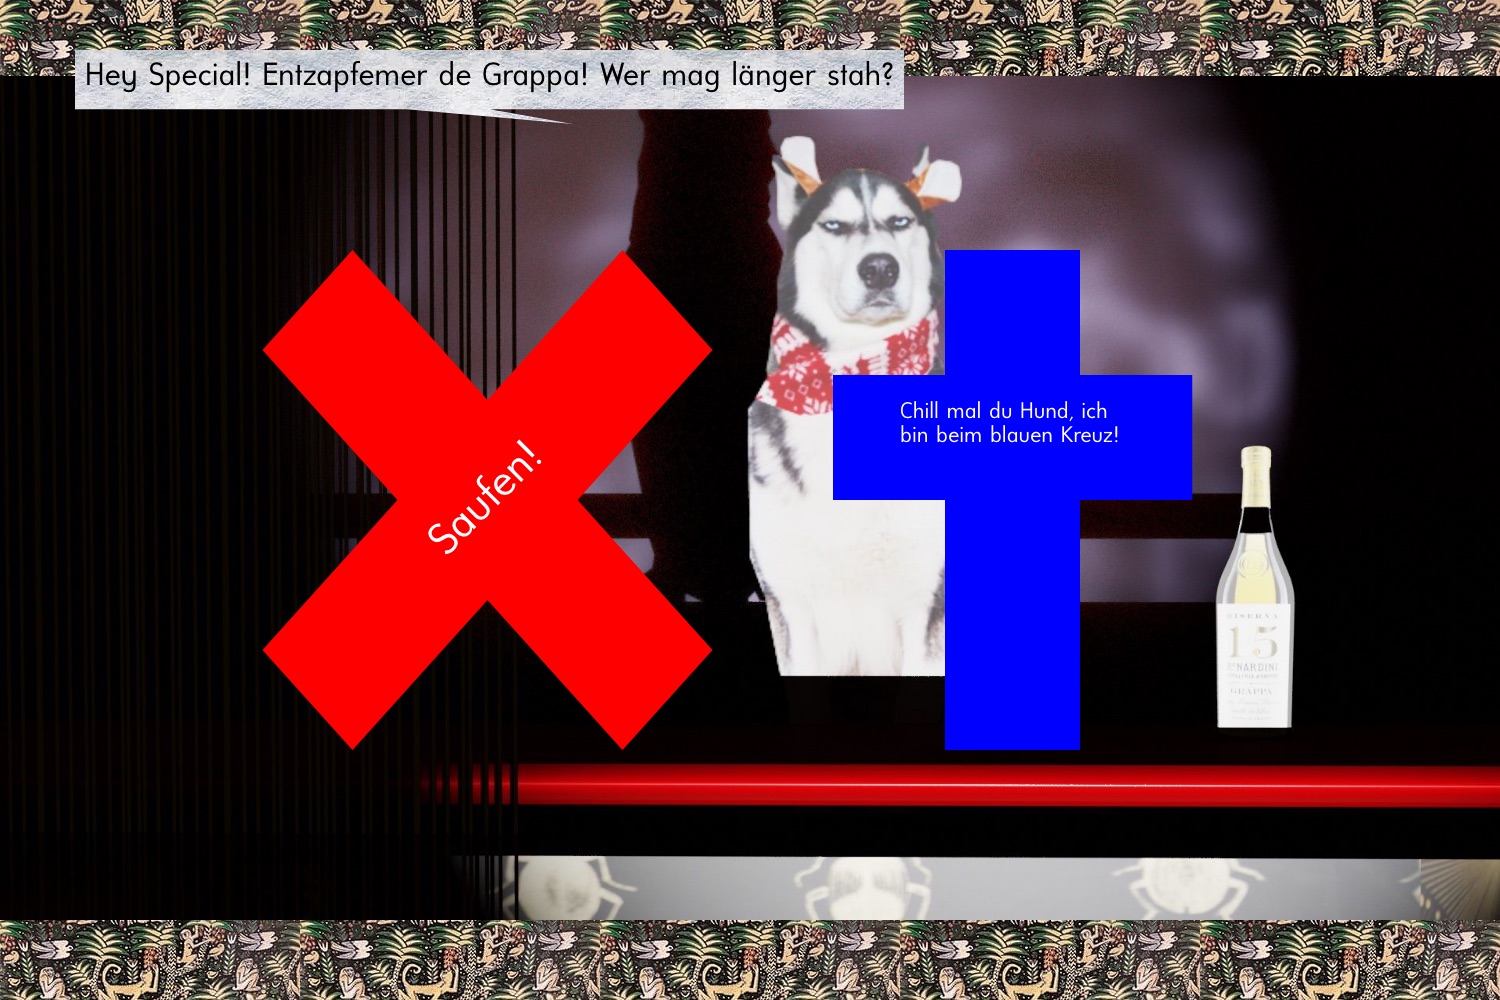 Hey Special! Entzapfemer de Grappa! Wer mag länger stah?
Saufen!
Chill mal du Hund, ich
bin beim blauen Kreuz!
RISERVA
15
NARDINI
GRAPPA